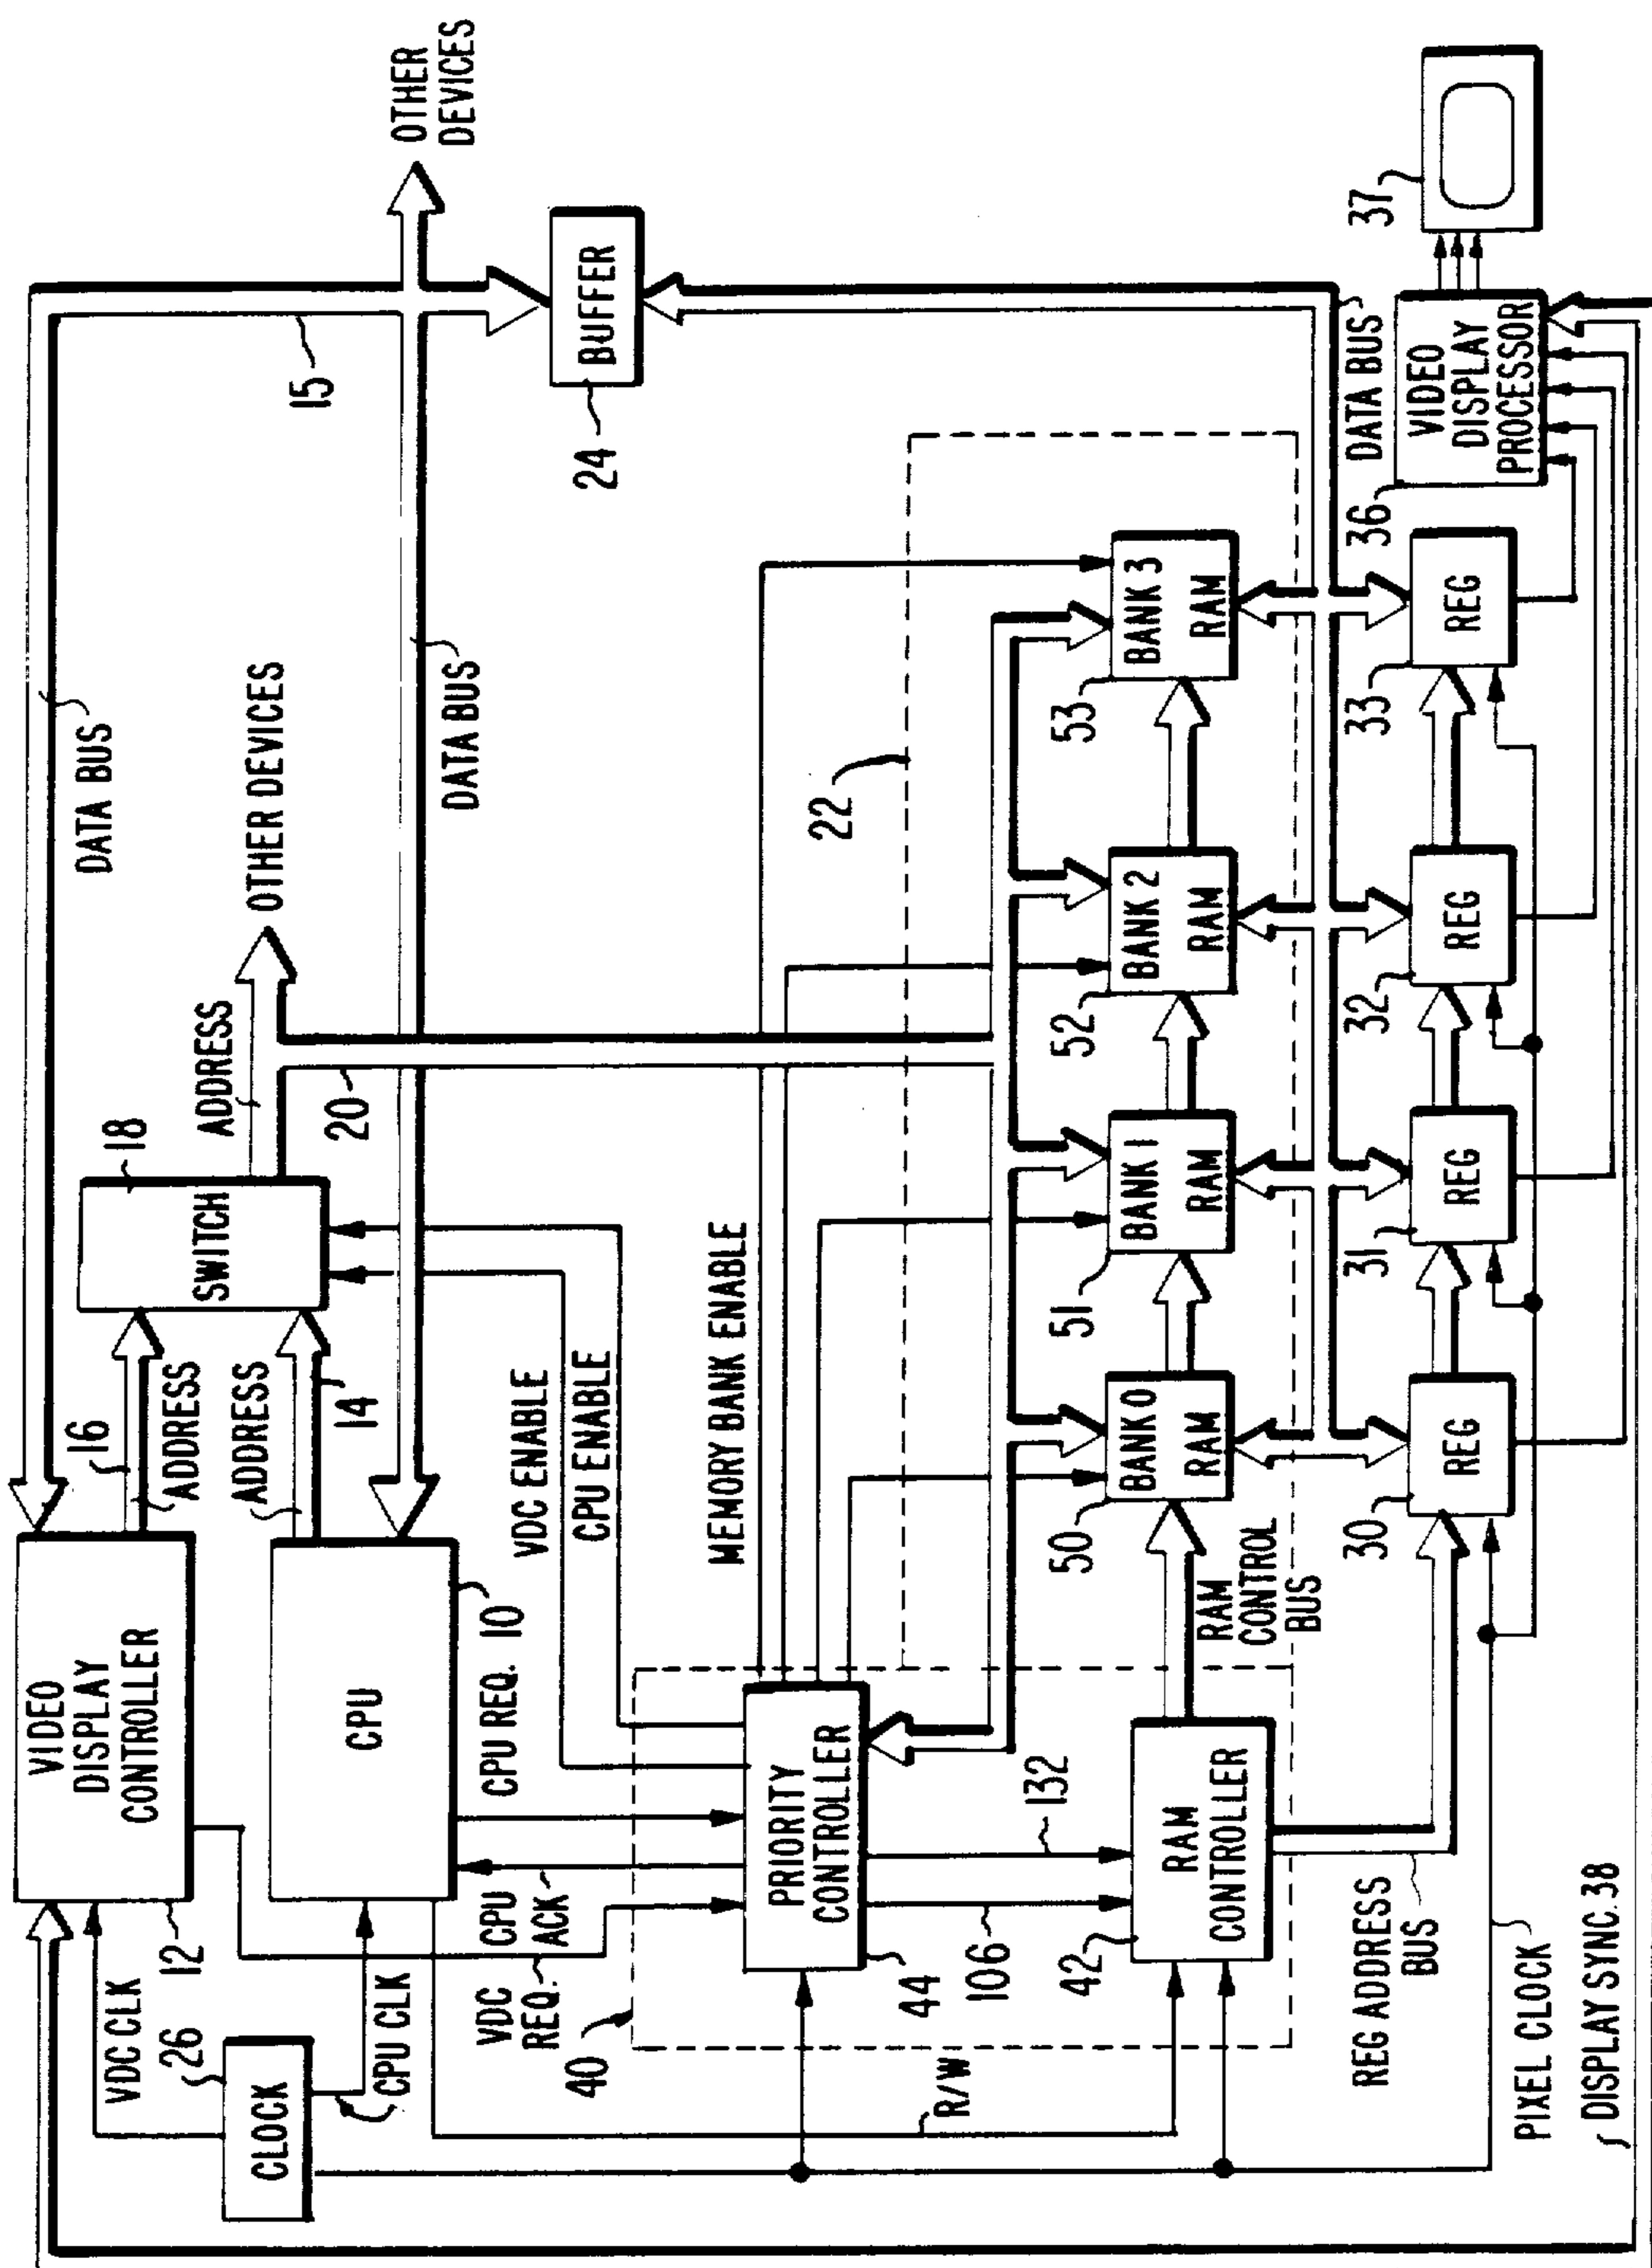 DATA BUS
OTHER DEVICES
VIDEO
DISPLAY
CONTROLLER
12
16
ADDRESS
SWITCH
18
ADDRESS
OTHER DEVICES
15
VDC CLK
26
CLOCK
CPU CLK
CPU
10
ADDRESS
14
20
DATA BUS
BUFFER
24
VDC
REQ.
CPU
ACK
CPU REQ.
VDC ENABLE
CPU ENABLE
MEMORY BANK ENABLE
22
40
R/W
PRIORITY
CONTROLLER
44
106
132
RAM
CONTROLLER
42
RAM
CONTROL
BUS
BANK 0
RAM
50
BANK 1
RAM
51
BANK 2
RAM
52
BANK 3
RAM
53
DATA BUS
REG ADDRESS
BUS
REG
30
REG
31
REG
32
REG
33
VIDEO
DISPLAY
PROCESSOR
36
37
PIXEL CLOCK
DISPLAY SYNC. 38